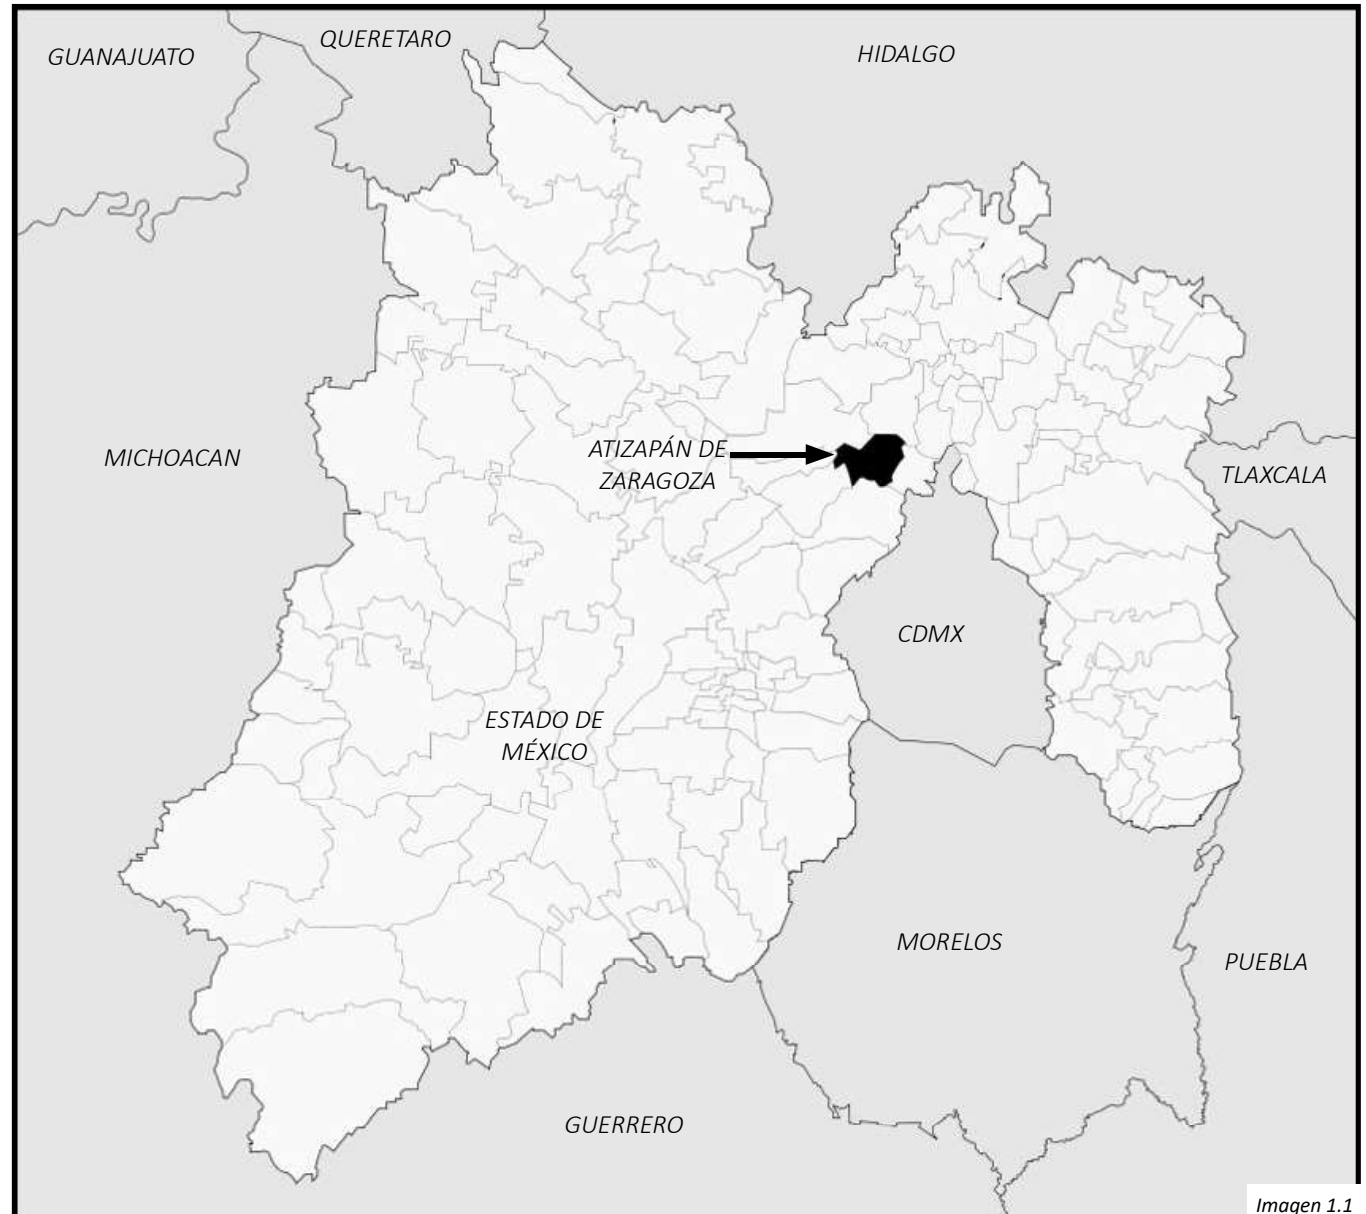 QUERETARO
GUANAJUATO
HIDALGO
MICHOACAN
ATIZAPÁN DE
ZARAGOZA
TLAXCALA
CDMX
ESTADO DE
MÉXICO
MORELOS
PUEBLA
GUERRERO
Imagen 1.1